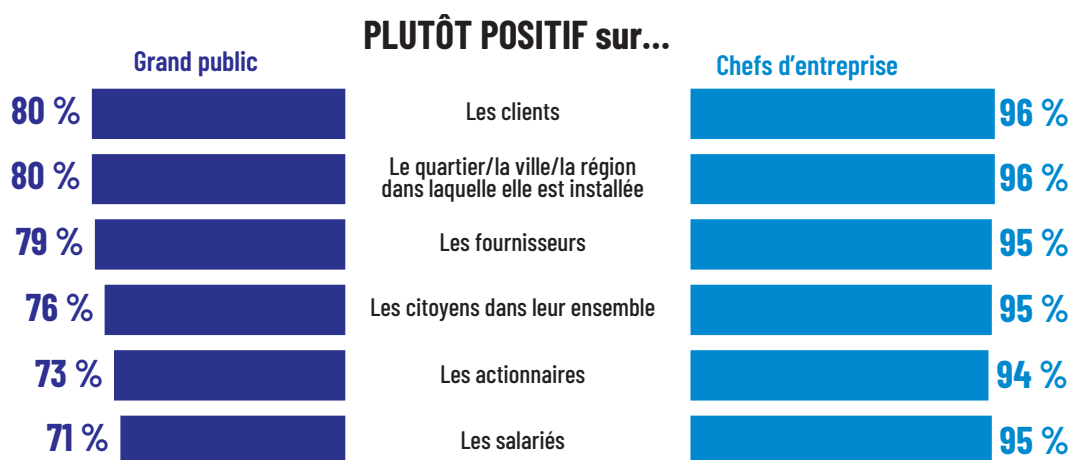 PLUTÔT POSITIF sur...
Grand public
Chefs d'entreprise
80 %
Les clients
96 %
80 %
Le quartier/la ville/la région
dans laquelle elle est installée
96 %
79 %
Les fournisseurs
95 %
76 %
Les citoyens dans leur ensemble
95 %
73 %
Les actionnaires
94 %
71 %
Les salariés
95 %